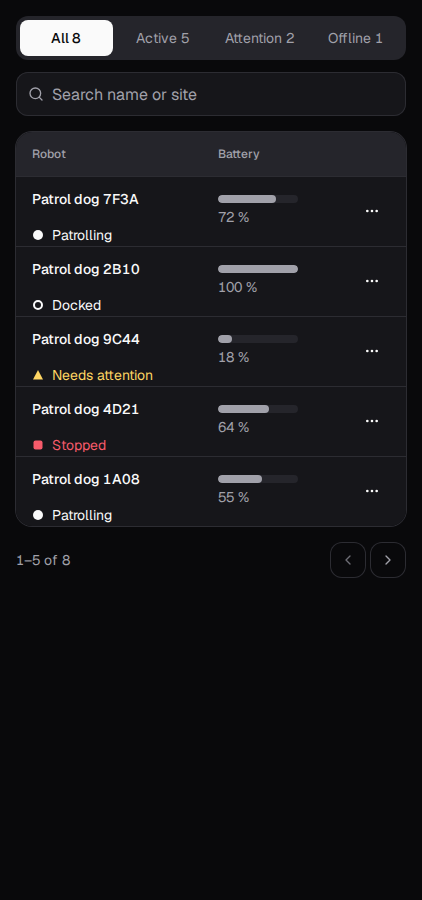 All 8 Active 5 Attention 2 Offline 1
Search name or site
Robot Battery
Patrol dog 7F3A
72 %
Patrolling
Patrol dog 2B10
100 %
Docked
Patrol dog 9C44
18 %
Needs attention
Patrol dog 4D21
64 %
Stopped
Patrol dog 1A08
55 %
Patrolling
1–5 of 8